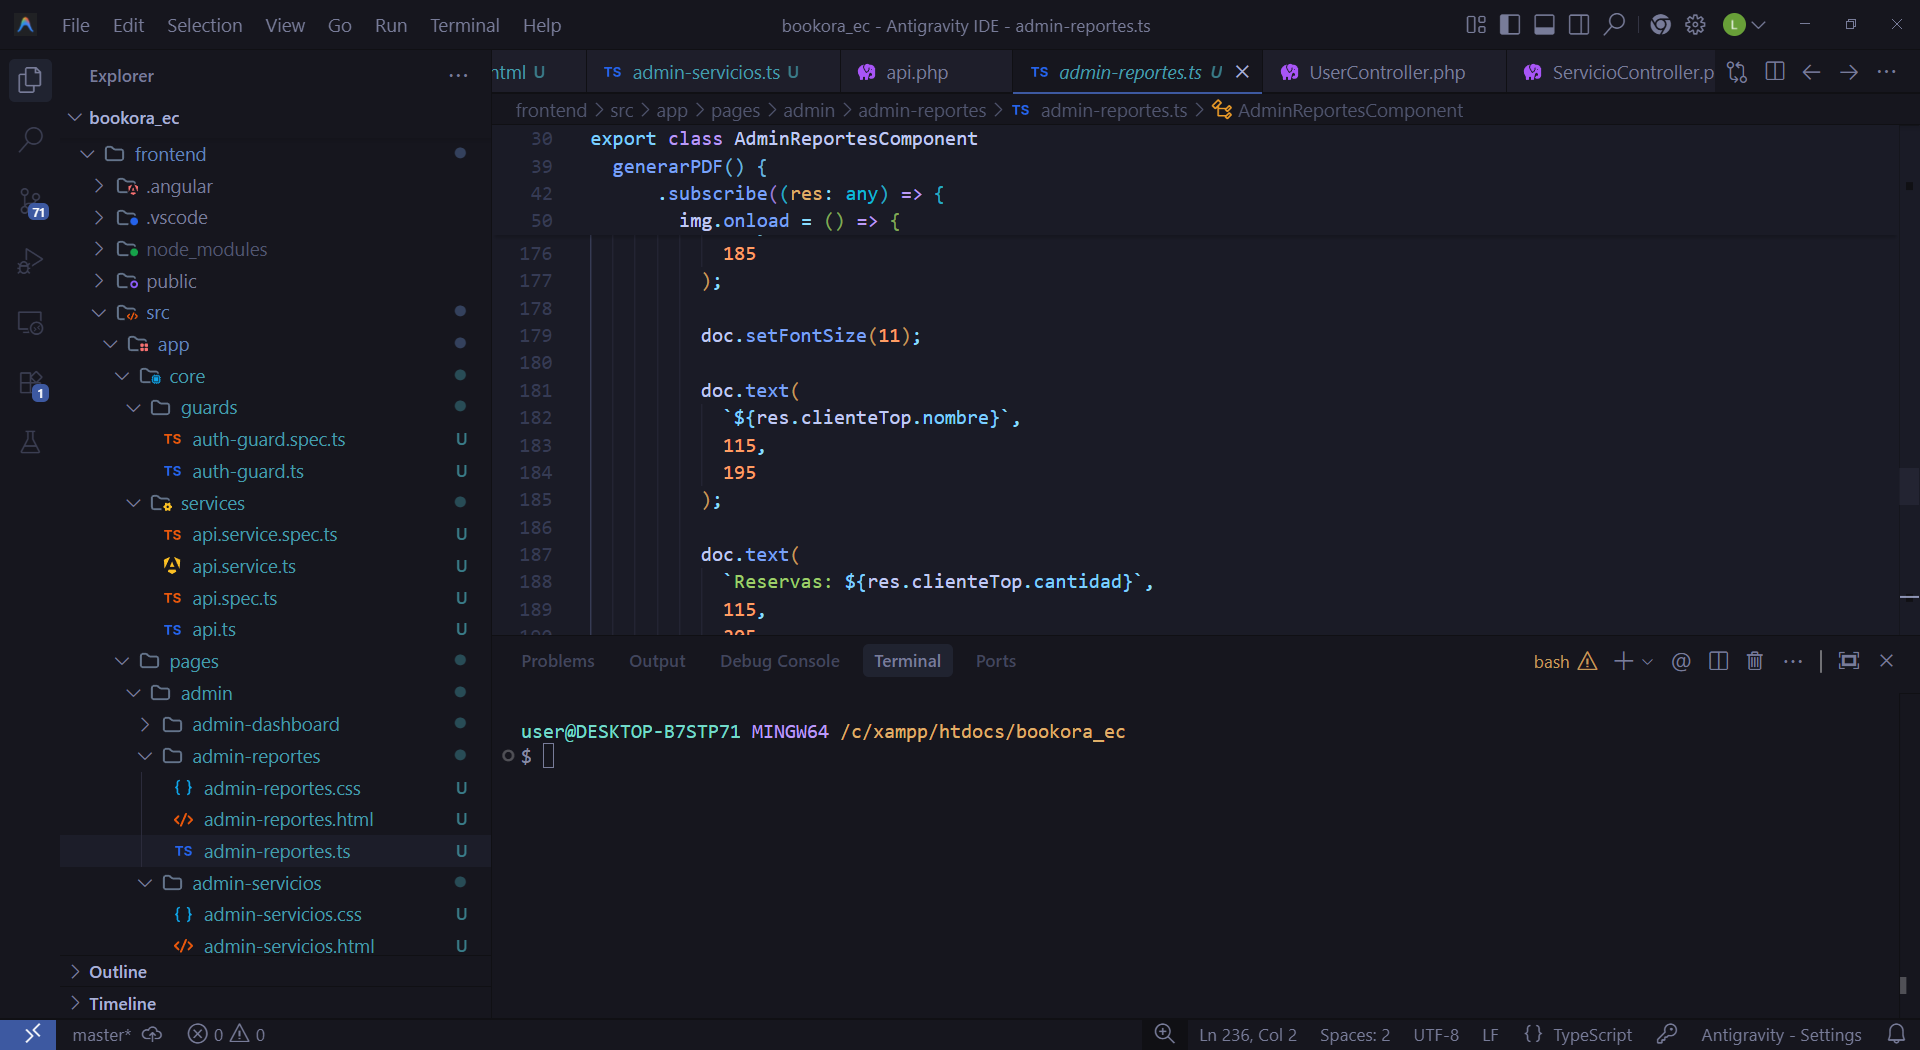 File Edit Selection View Go Run Terminal Help
bookora_ec - Antigravity IDE - admin-reportes.ts
L
Explorer
bookora_ec
frontend
.angular
.vscode
node_modules
public
src
app
core
guards
auth-guard.spec.ts U
auth-guard.ts U
services
api.service.spec.ts U
api.service.ts U
api.spec.ts U
api.ts U
pages
admin
admin-dashboard
admin-reportes
admin-reportes.css U
admin-reportes.html U
admin-reportes.ts U
admin-servicios
admin-servicios.css U
admin-servicios.html U
Outline
Timeline
71
1
html U
TS admin-servicios.ts U
api.php
TS admin-reportes.ts U
UserController.php
ServicioController.p
frontend > src > app > pages > admin > admin-reportes > TS admin-reportes.ts > AdminReportesComponent
30 export class AdminReportesComponent
39 generarPDF() {
42 .subscribe((res: any) => {
50 img.onload = () => {
176 185
177 );
178
179 doc.setFontSize(11);
180
181 doc.text(
182 `${res.clienteTop.nombre}`,
183 115,
184 195
185 );
186
187 doc.text(
188 `Reservas: ${res.clienteTop.cantidad}`,
189 115,
190 205
Problems Output Debug Console Terminal Ports
bash
user@DESKTOP-B7STP71 MINGW64 /c/xampp/htdocs/bookora_ec
$
master* 0 0
Ln 236, Col 2 Spaces: 2 UTF-8 LF {} TypeScript Antigravity - Settings